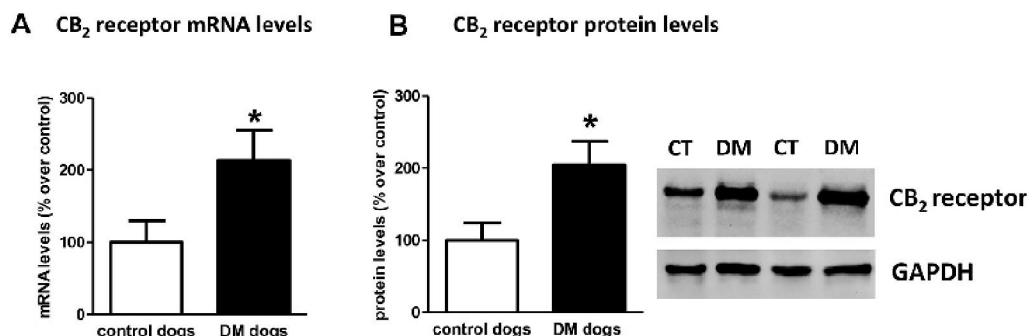 A CB₂ receptor mRNA levels
mRNA levels (% over control)
300
200
100
0
*
control dogs DM dogs
B CB₂ receptor protein levels
protein levels (% over control)
300
200
100
0
*
control dogs DM dogs
CT DM CT DM
CB₂ receptor
GAPDH